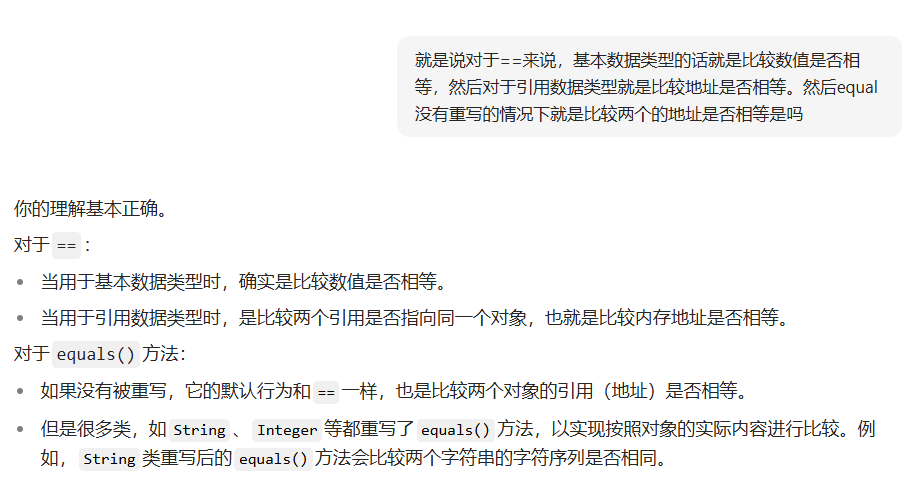 就是说对于==来说，基本数据类型的话就是比较数值是否相
等，然后对于引用数据类型就是比较地址是否相等。然后equal
没有重写的情况下就是比较两个的地址是否相等是吗
你的理解基本正确。
对于 == ：
• 当用于基本数据类型时，确实是比较数值是否相等。
• 当用于引用数据类型时，是比较两个引用是否指向同一个对象，也就是比较内存地址是否相等。
对于 equals() 方法：
• 如果没有被重写，它的默认行为和 == 一样，也是比较两个对象的引用（地址）是否相等。
• 但是很多类，如 String 、 Integer 等都重写了 equals() 方法，以实现按照对象的实际内容进行比较。例
如， String 类重写后的 equals() 方法会比较两个字符串的字符序列是否相同。